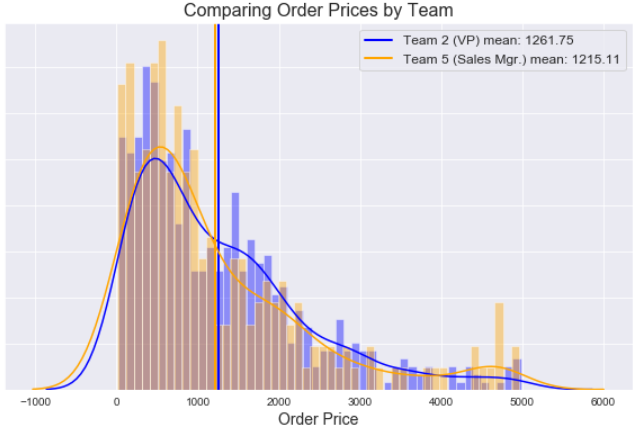 Comparing Order Prices by Team
Team 2 (VP) mean: 1261.75
Team 5 (Sales Mgr.) mean: 1215.11
−1000 0 1000 2000 3000 4000 5000 6000
Order Price